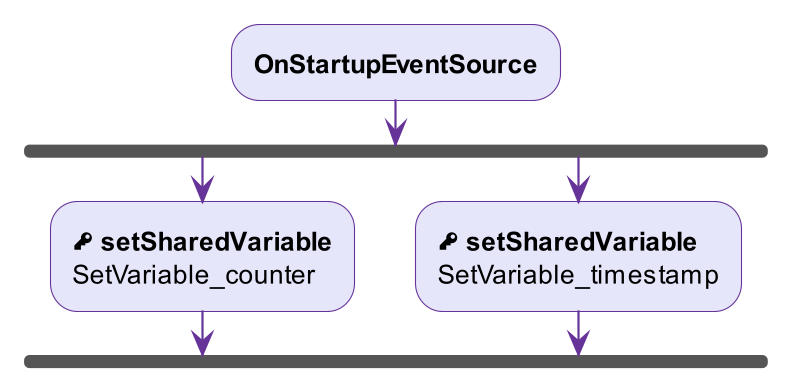 OnStartupEventSource
setSharedVariable
SetVariable_counter
setSharedVariable
SetVariable_timestamp